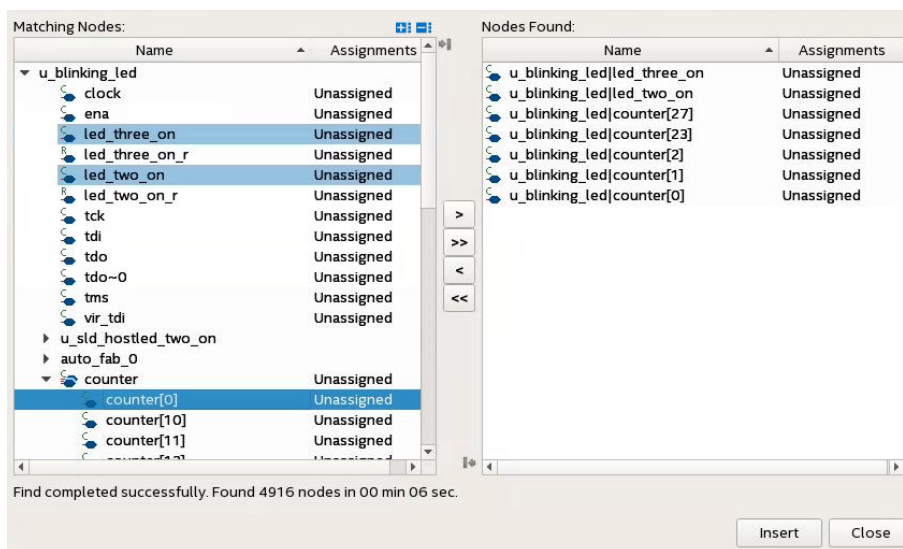 Matching Nodes:
Name Assignments
u_blinking_led
clock Unassigned
ena Unassigned
led_three_on Unassigned
led_three_on_r Unassigned
led_two_on Unassigned
led_two_on_r Unassigned
tck Unassigned
tdi Unassigned
tdo Unassigned
tdo~0 Unassigned
tms Unassigned
vir_tdi Unassigned
u_sld_hostled_two_on
auto_fab_0
counter Unassigned
counter[0] Unassigned
counter[10] Unassigned
counter[11] Unassigned
>
>>
<
<<
Nodes Found:
Name Assignments
u_blinking_led|led_three_on Unassigned
u_blinking_led|led_two_on Unassigned
u_blinking_led|counter[27] Unassigned
u_blinking_led|counter[23] Unassigned
u_blinking_led|counter[2] Unassigned
u_blinking_led|counter[1] Unassigned
u_blinking_led|counter[0] Unassigned
Find completed successfully. Found 4916 nodes in 00 min 06 sec.
Insert Close